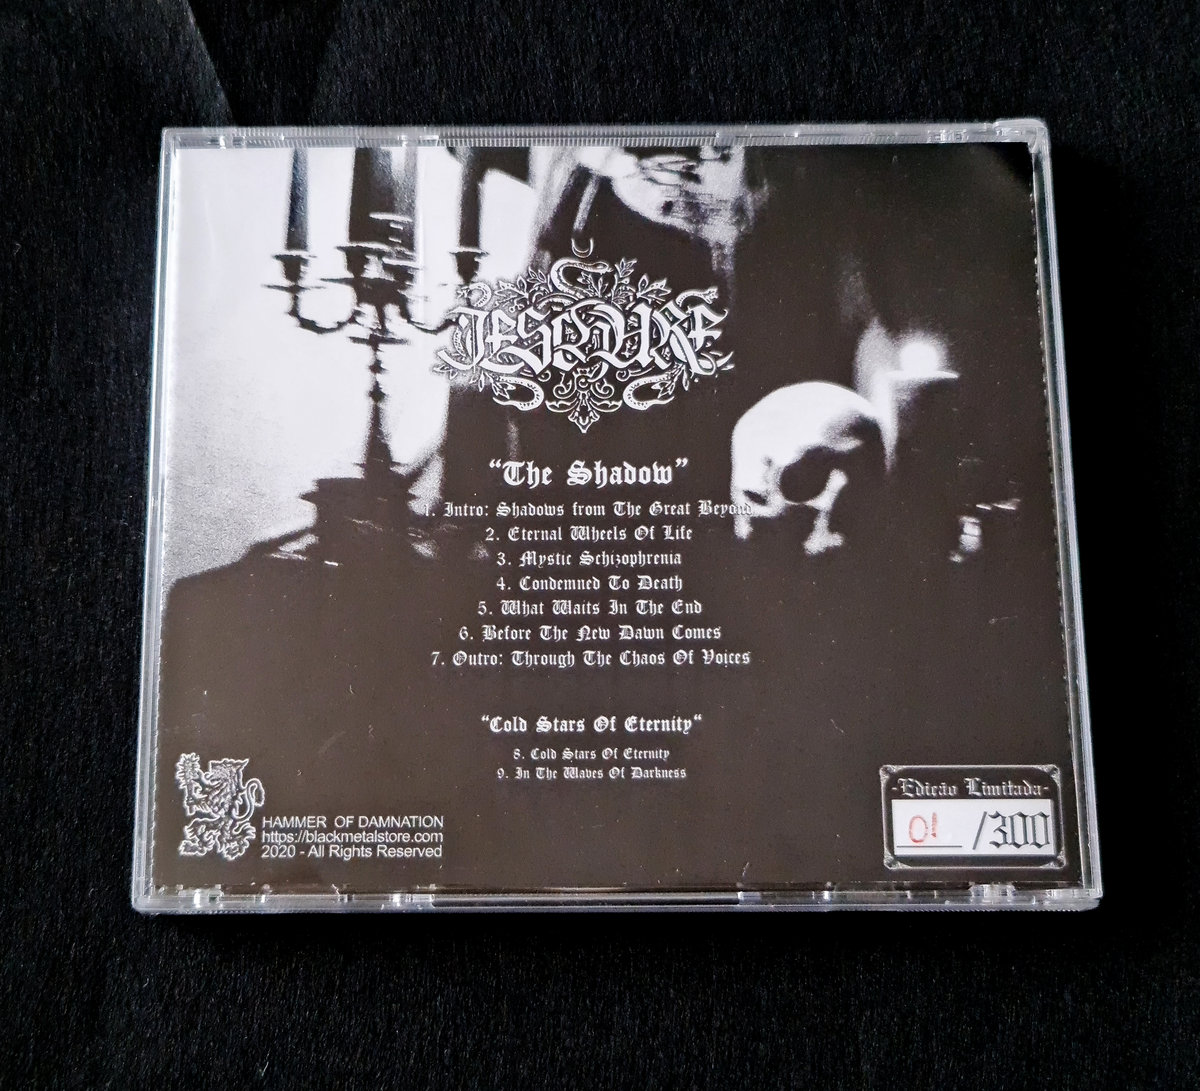 "The Shadow"
1. Intro: Shadows from The Great Beyond
2. Eternal Wheels Of Life
3. Mystic Schizophrenia
4. Condemned To Death
5. What Waits In The End
6. Before The New Dawn Comes
7. Outro: Through The Chaos Of Voices
"Cold Stars Of Eternity"
8. Cold Stars Of Eternity
9. In The Waves Of Darkness
HAMMER OF DAMNATION
https://blackmetalstore.com
2020 - All Rights Reserved
-Edição Limitada-
01 /300